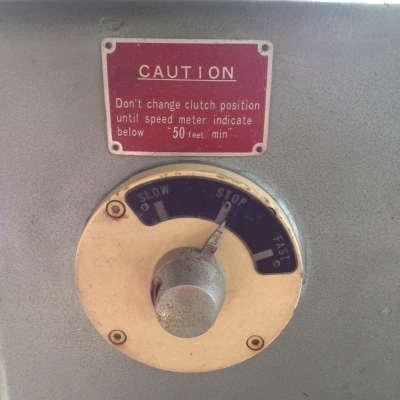 CAUTION
Don't change clutch position
until speed meter indicate
below "50 feet/min"
SLOW STOP FAST